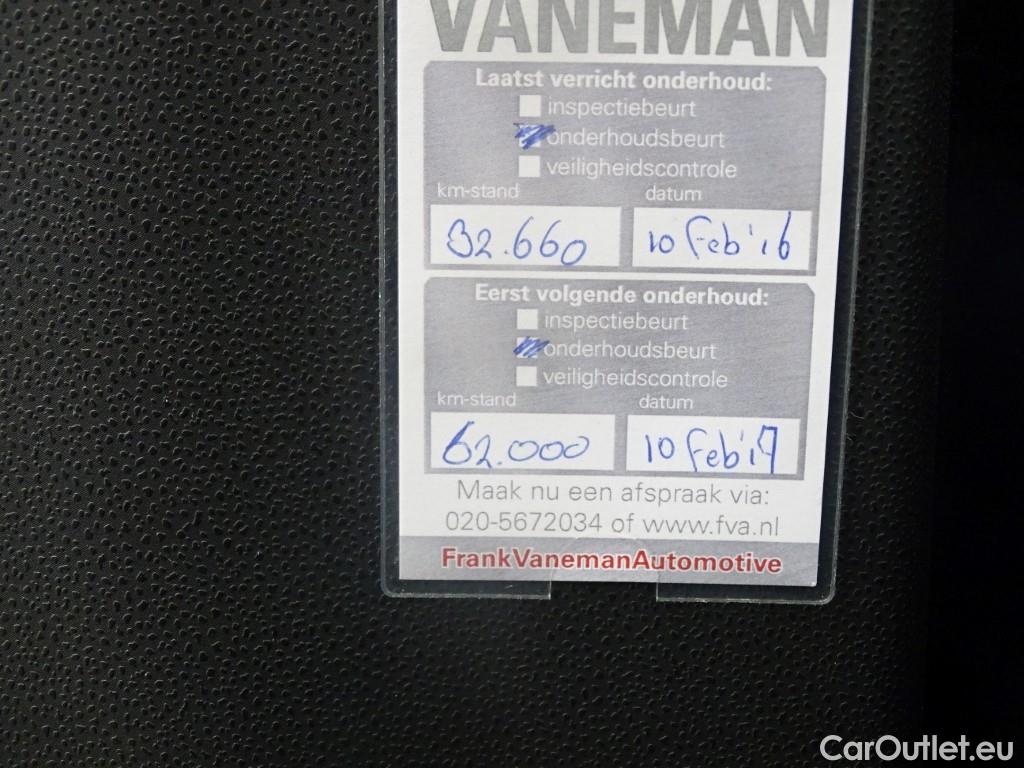 VANEMAN
Laatst verricht onderhoud:
inspectiebeurt
onderhoudsbeurt
veiligheidscontrole
km-stand datum
32.660 10 Feb '16
Eerst volgende onderhoud:
inspectiebeurt
onderhoudsbeurt
veiligheidscontrole
km-stand datum
62.000 10 Feb '17
Maak nu een afspraak via:
020-5672034 of www.fva.nl
FrankVanemanAutomotive
CarOutlet.eu